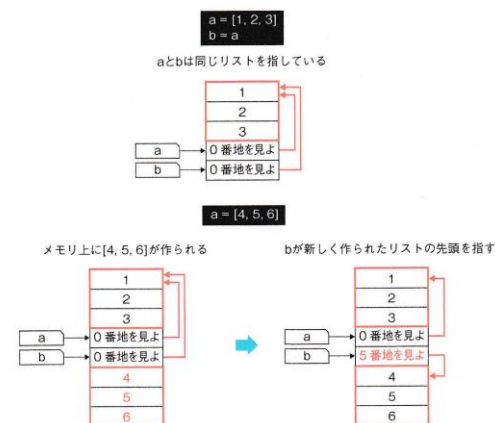 a = [1, 2, 3]
b = a
aとbは同じリストを指している
1
2
3
a
0 番地を見よ
b
0 番地を見よ
a = [4, 5, 6]
メモリ上に[4, 5, 6]が作られる
1
2
3
a
0 番地を見よ
b
0 番地を見よ
4
5
6
bが新しく作られたリストの先頭を指す
1
2
3
a
0 番地を見よ
b
5 番地を見よ
4
5
6